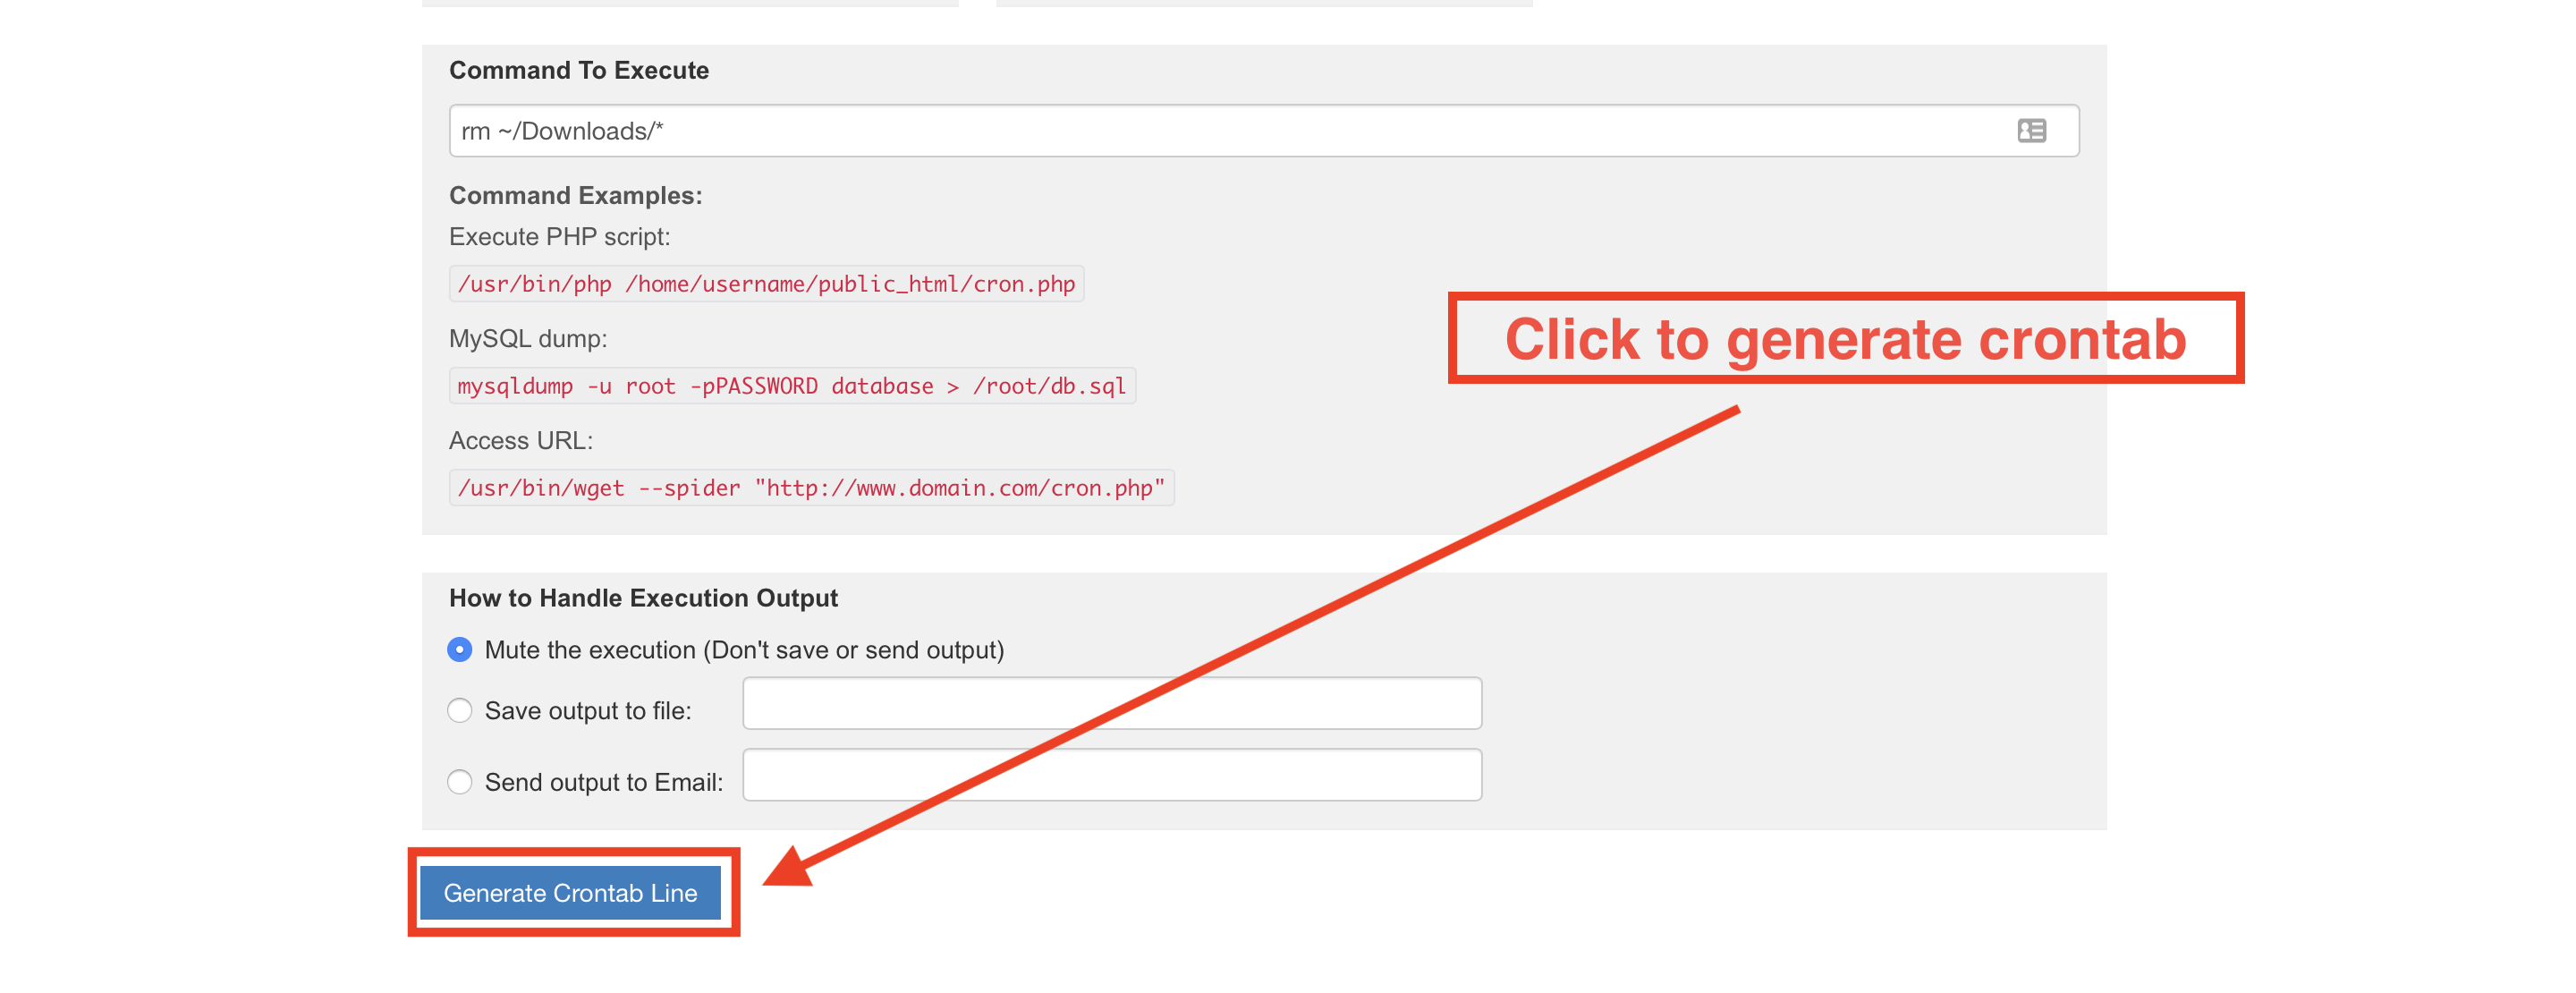 Command To Execute
rm ~/Downloads/*
Command Examples:
Execute PHP script:
/usr/bin/php /home/username/public_html/cron.php
MySQL dump:
mysqldump -u root -pPASSWORD database > /root/db.sql
Access URL:
/usr/bin/wget --spider "http://www.domain.com/cron.php"
Click to generate crontab
How to Handle Execution Output
Mute the execution (Don't save or send output)
Save output to file:
Send output to Email:
Generate Crontab Line